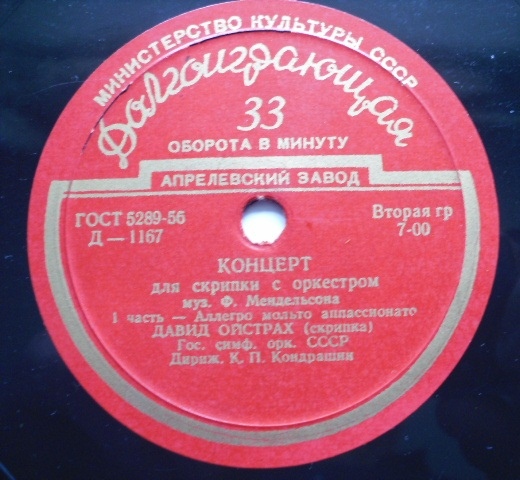 МИНИСТЕРСТВО КУЛЬТУРЫ СССР
Долгоиграющая
33
ОБОРОТА В МИНУТУ
АПРЕЛЕВСКИЙ ЗАВОД
ГОСТ 5289-56
Д — 1167
Вторая гр
7-00
КОНЦЕРТ
для скрипки с оркестром
муз. Ф. Мендельсона
I часть — Аллегро мольто аппассионато
ДАВИД ОЙСТРАХ (скрипка)
Гос. симф. орк. СССР
Дириж. К. П. Кондрашин